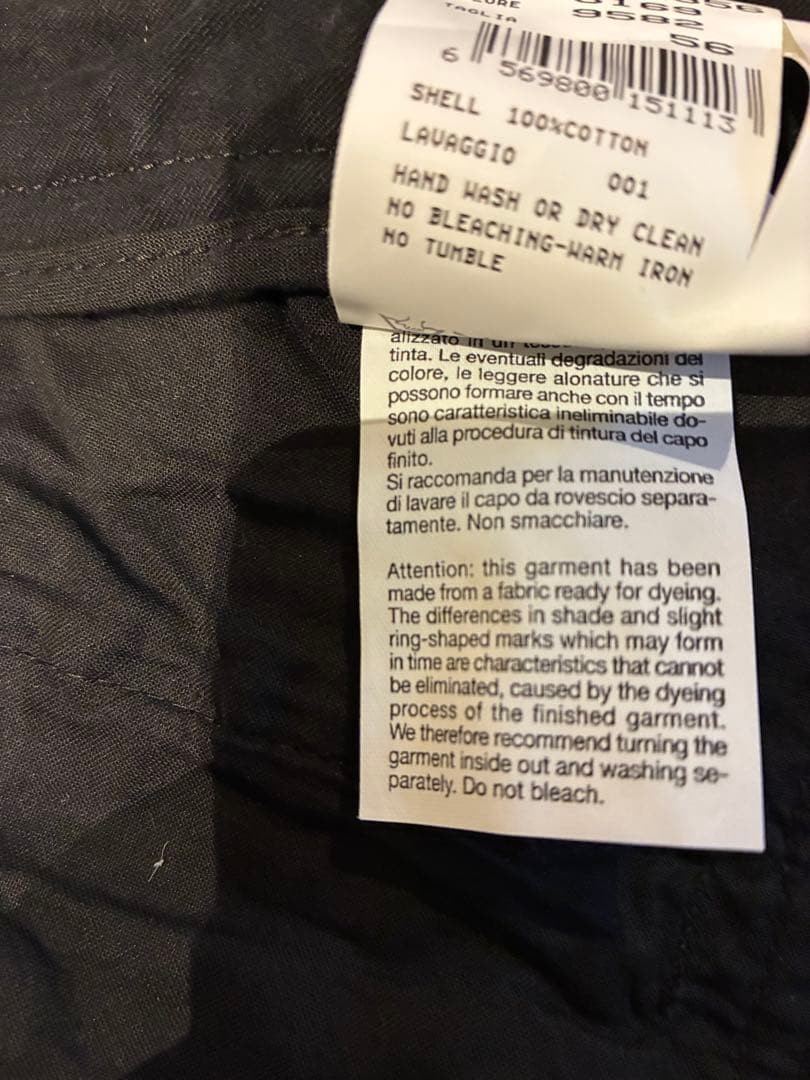 TAGLIA
9582
56
6 569800 151113
SHELL 100%COTTON
LAVAGGIO 001
HAND WASH OR DRY CLEAN
NO BLEACHING-WARM IRON
NO TUMBLE
alizzato in un
tinta. Le eventuali degradazioni del
colore, le leggere alonature che si
possono formare anche con il tempo
sono caratteristica ineliminabile do-
vuti alla procedura di tintura del capo
finito.
Si raccomanda per la manutenzione
di lavare il capo da rovescio separa-
tamente. Non smacchiare.
Attention: this garment has been
made from a fabric ready for dyeing.
The differences in shade and slight
ring-shaped marks which may form
in time are characteristics that cannot
be eliminated, caused by the dyeing
process of the finished garment.
We therefore recommend turning the
garment inside out and washing se-
parately. Do not bleach.